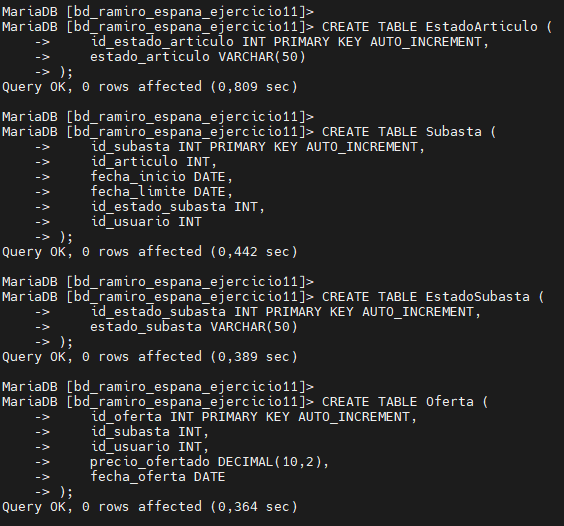 MariaDB [bd_ramiro_espana_ejercicio11]>
MariaDB [bd_ramiro_espana_ejercicio11]> CREATE TABLE EstadoArticulo (
    ->     id_estado_articulo INT PRIMARY KEY AUTO_INCREMENT,
    ->     estado_articulo VARCHAR(50)
    -> );
Query OK, 0 rows affected (0,809 sec)

MariaDB [bd_ramiro_espana_ejercicio11]>
MariaDB [bd_ramiro_espana_ejercicio11]> CREATE TABLE Subasta (
    ->     id_subasta INT PRIMARY KEY AUTO_INCREMENT,
    ->     id_articulo INT,
    ->     fecha_inicio DATE,
    ->     fecha_limite DATE,
    ->     id_estado_subasta INT,
    ->     id_usuario INT
    -> );
Query OK, 0 rows affected (0,442 sec)

MariaDB [bd_ramiro_espana_ejercicio11]>
MariaDB [bd_ramiro_espana_ejercicio11]> CREATE TABLE EstadoSubasta (
    ->     id_estado_subasta INT PRIMARY KEY AUTO_INCREMENT,
    ->     estado_subasta VARCHAR(50)
    -> );
Query OK, 0 rows affected (0,389 sec)

MariaDB [bd_ramiro_espana_ejercicio11]>
MariaDB [bd_ramiro_espana_ejercicio11]> CREATE TABLE Oferta (
    ->     id_oferta INT PRIMARY KEY AUTO_INCREMENT,
    ->     id_subasta INT,
    ->     id_usuario INT,
    ->     precio_ofertado DECIMAL(10,2),
    ->     fecha_oferta DATE
    -> );
Query OK, 0 rows affected (0,364 sec)